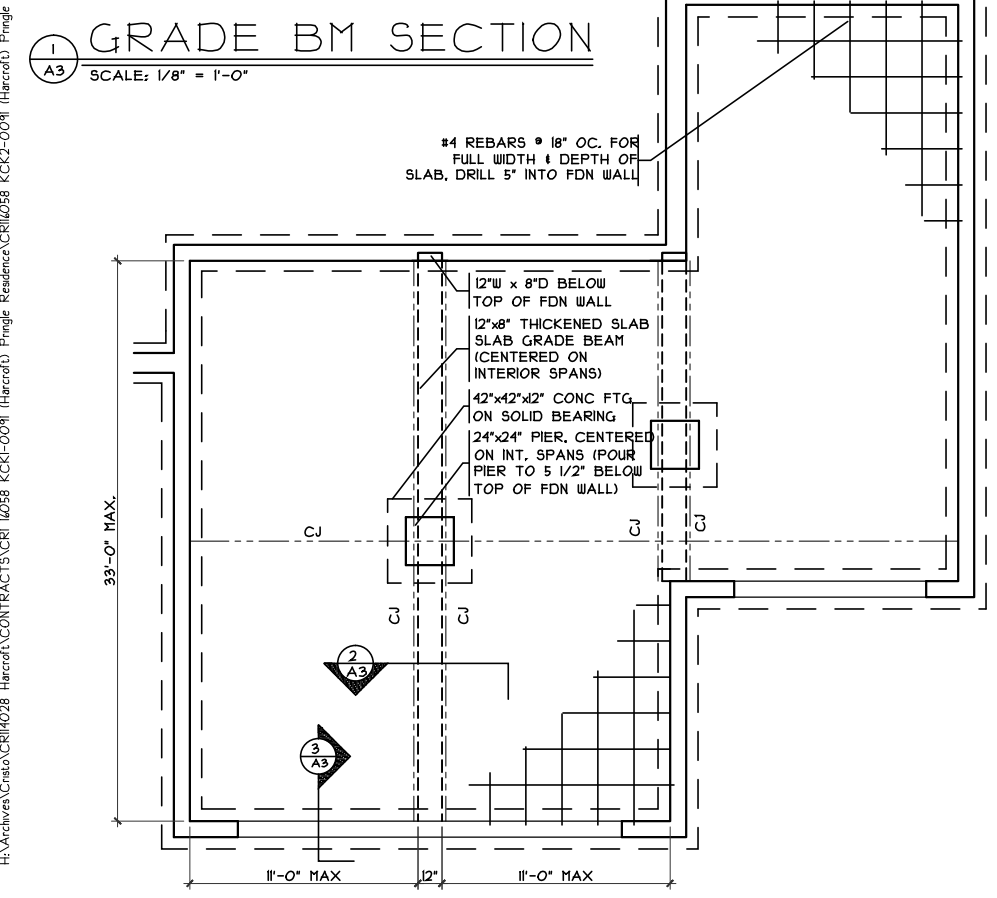 GRADE BM SECTION
1
A3
SCALE: 1/8" = 1'-0"
#4 REBARS @ 18" OC. FOR
FULL WIDTH & DEPTH OF
SLAB, DRILL 5" INTO FDN WALL
12"W x 8"D BELOW
TOP OF FDN WALL
12"x8" THICKENED SLAB
SLAB GRADE BEAM
(CENTERED ON
INTERIOR SPANS)
42"x42"x12" CONC FTG
ON SOLID BEARING
24"x24" PIER, CENTERED
ON INT. SPANS (POUR
PIER TO 5 1/2" BELOW
TOP OF FDN WALL)
CJ
CJ
CJ
CJ
CJ
33'-0" MAX.
2
A3
3
A3
11'-0" MAX
12"
11'-0" MAX
H:\Archives\Cristo\CR114028 Harcroft\CONTRACTS\CR1 16058 KCK1-0091 (Harcroft) Pringle Residence\CR116058 KCK2-0091 (Harcroft) Pringle